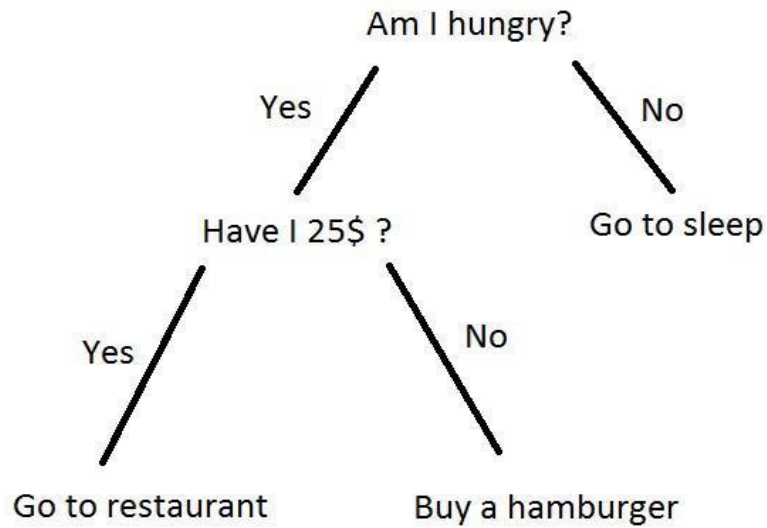 Am I hungry?
Yes
No
Have I 25$ ?
Go to sleep
Yes
No
Go to restaurant
Buy a hamburger